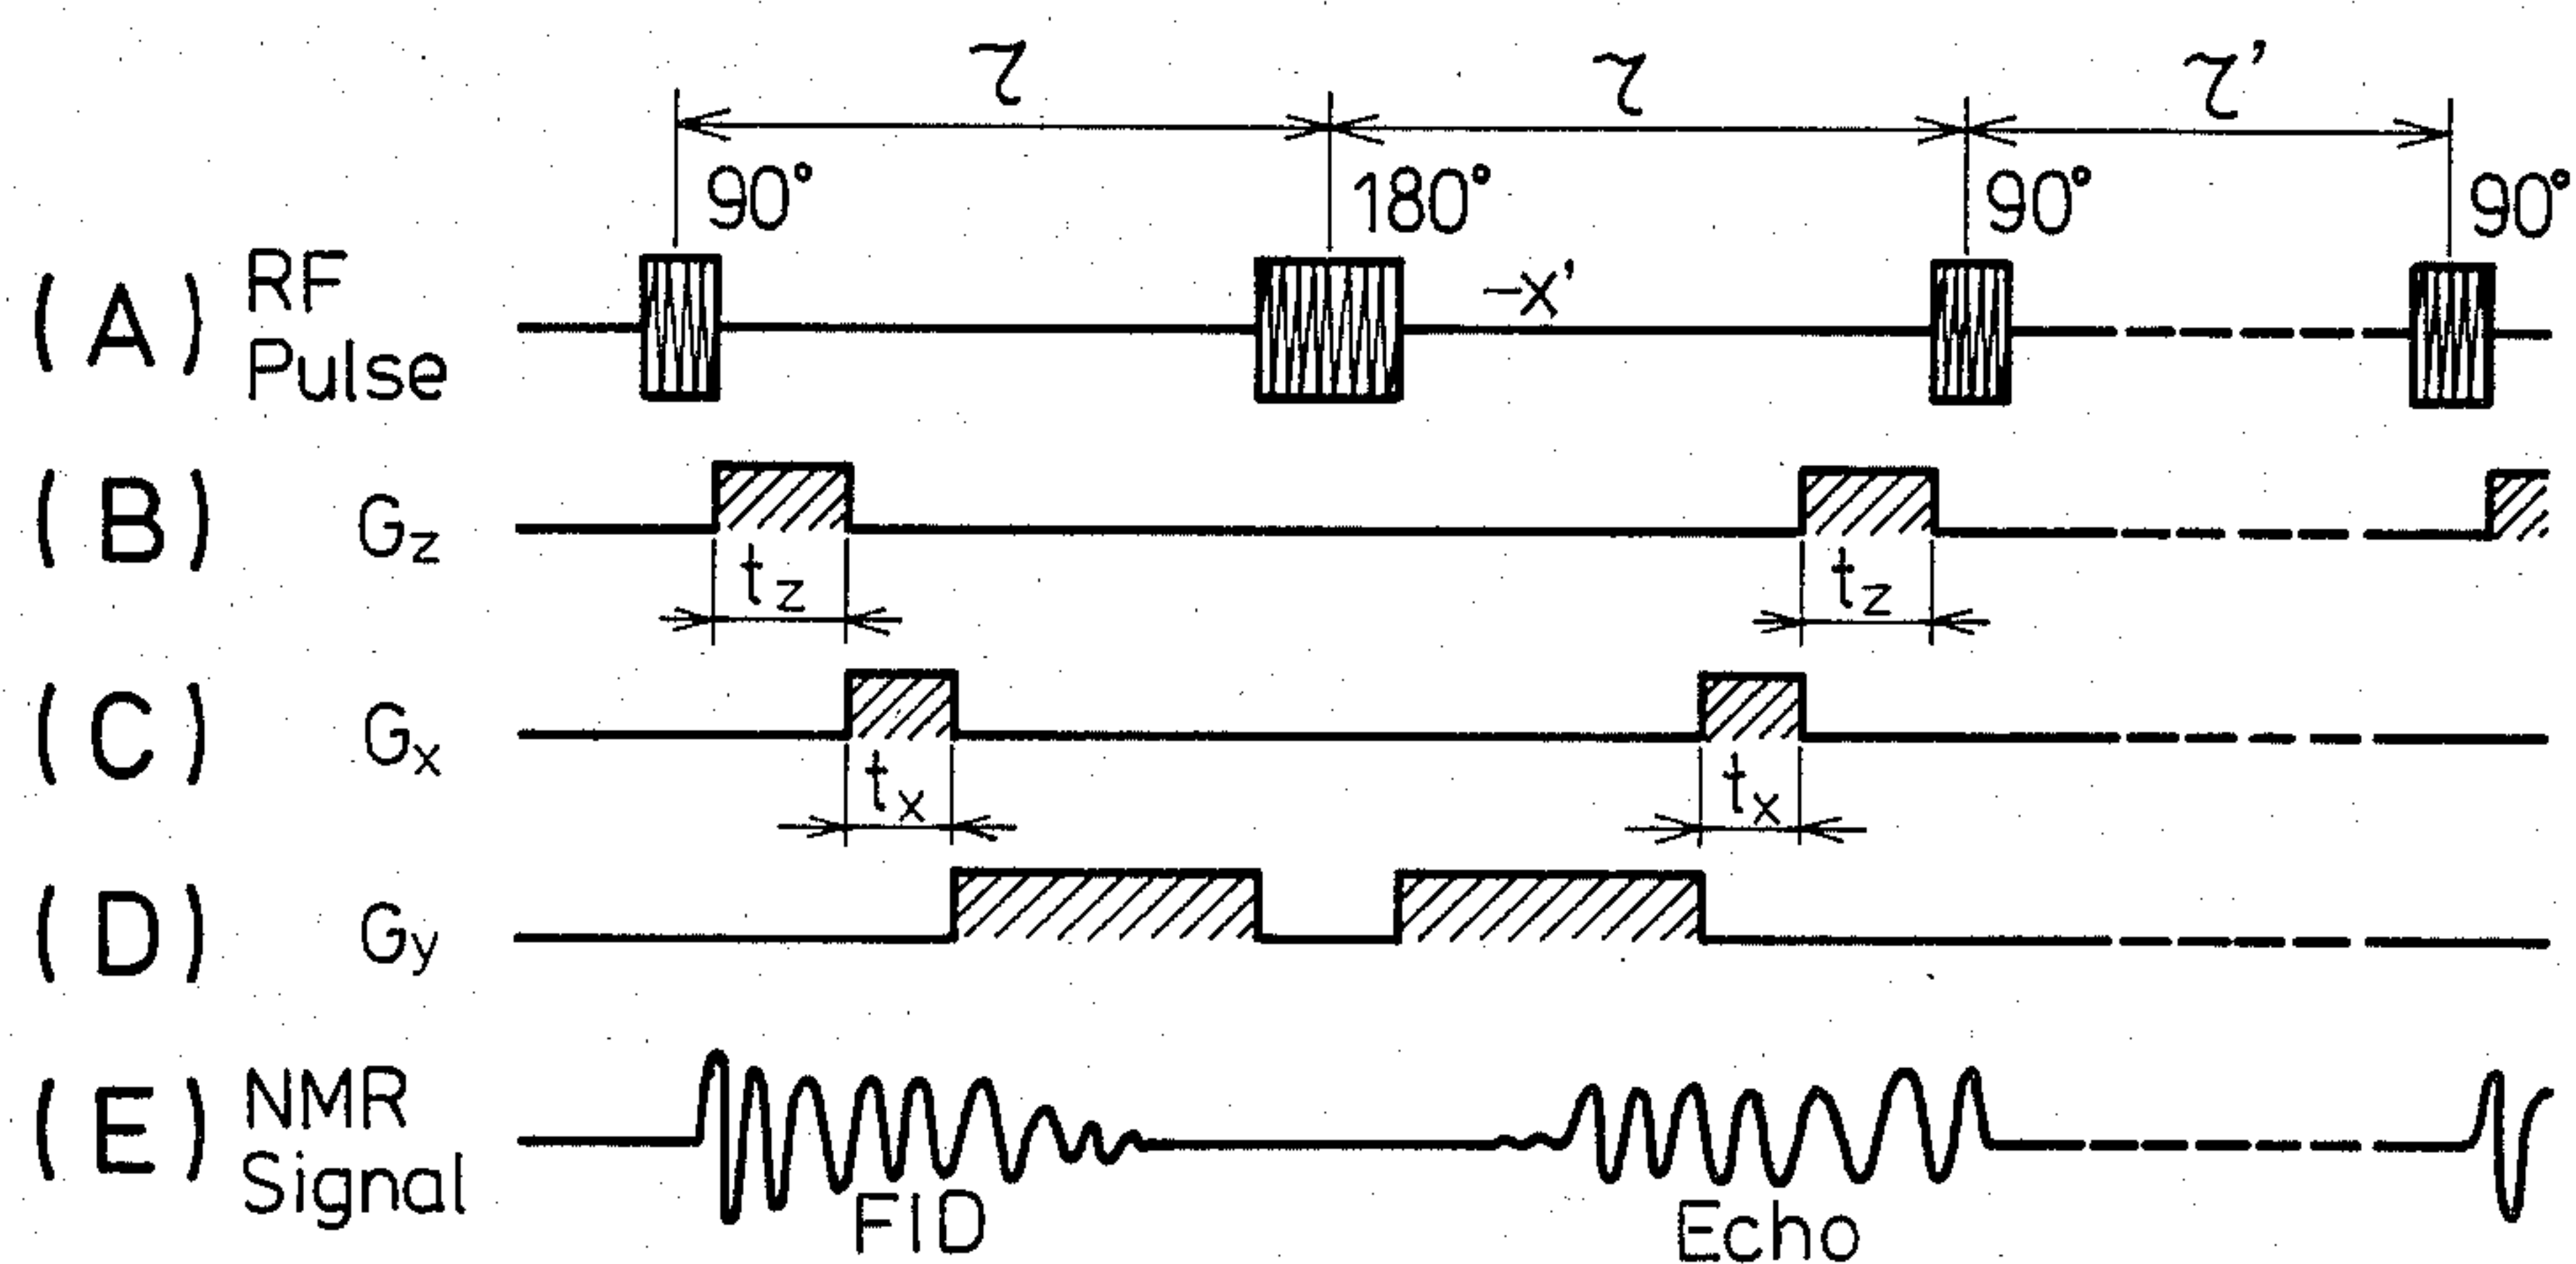 τ τ τ'
90° 180° 90° 90°
(A) RF Pulse -x'
(B) Gz
tz tz
(C) Gx
tx tx
(D) Gy
(E) NMR Signal
FID Echo